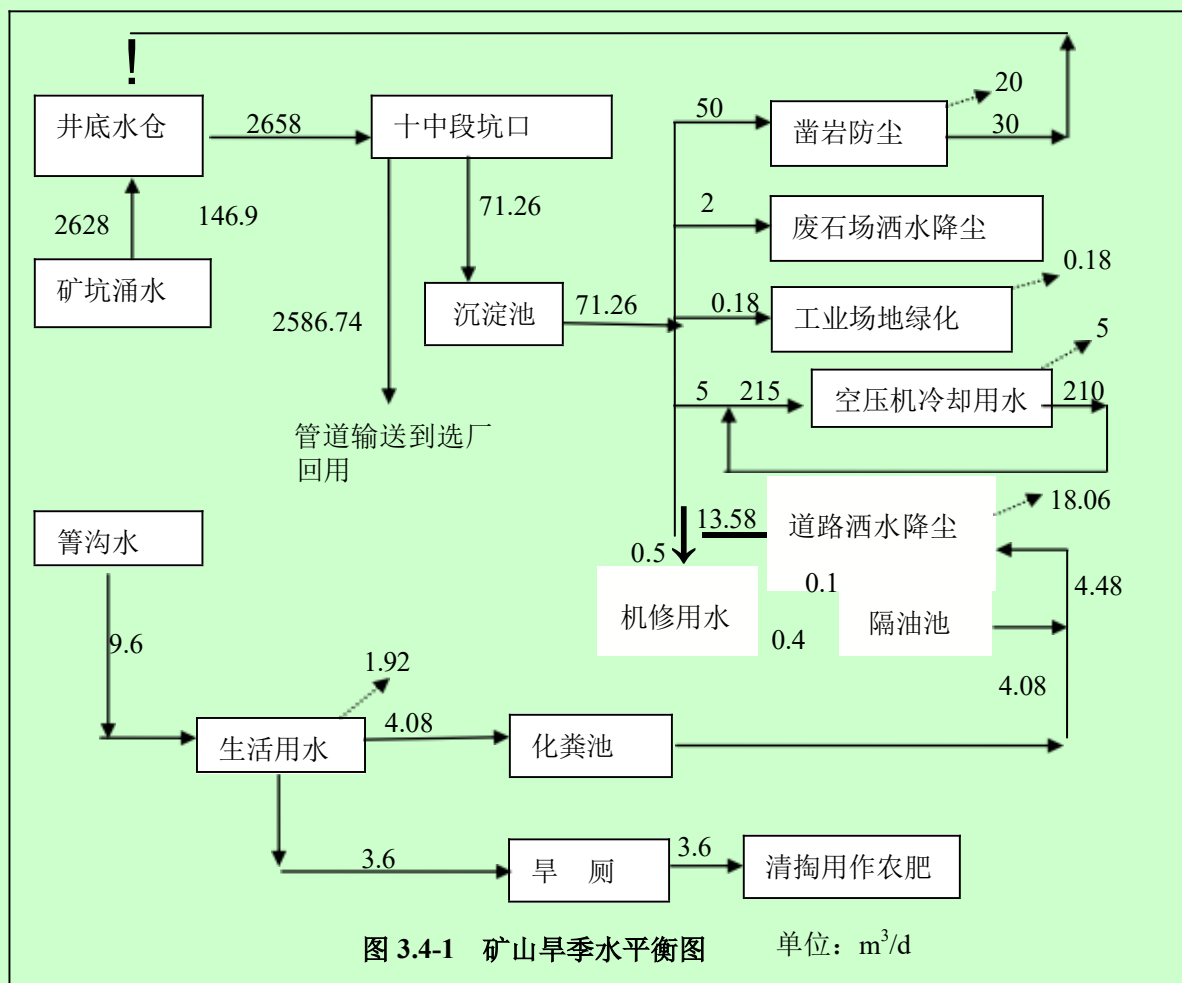 20
井底水仓
2658
十中段坑口
50
凿岩防尘
30
2628
146.9
71.26
2
废石场洒水降尘
矿坑涌水
0.18
2586.74
沉淀池
71.26
0.18
工业场地绿化
5
5
215
空压机冷却用水
210
管道输送到选厂
回用
18.06
箐沟水
13.58
道路洒水降尘
0.5
0.1
4.48
机修用水
0.4
隔油池
9.6
1.92
4.08
4.08
生活用水
化粪池
3.6
旱 厕
3.6
清掏用作农肥
图 3.4-1 矿山旱季水平衡图 单位：m³/d